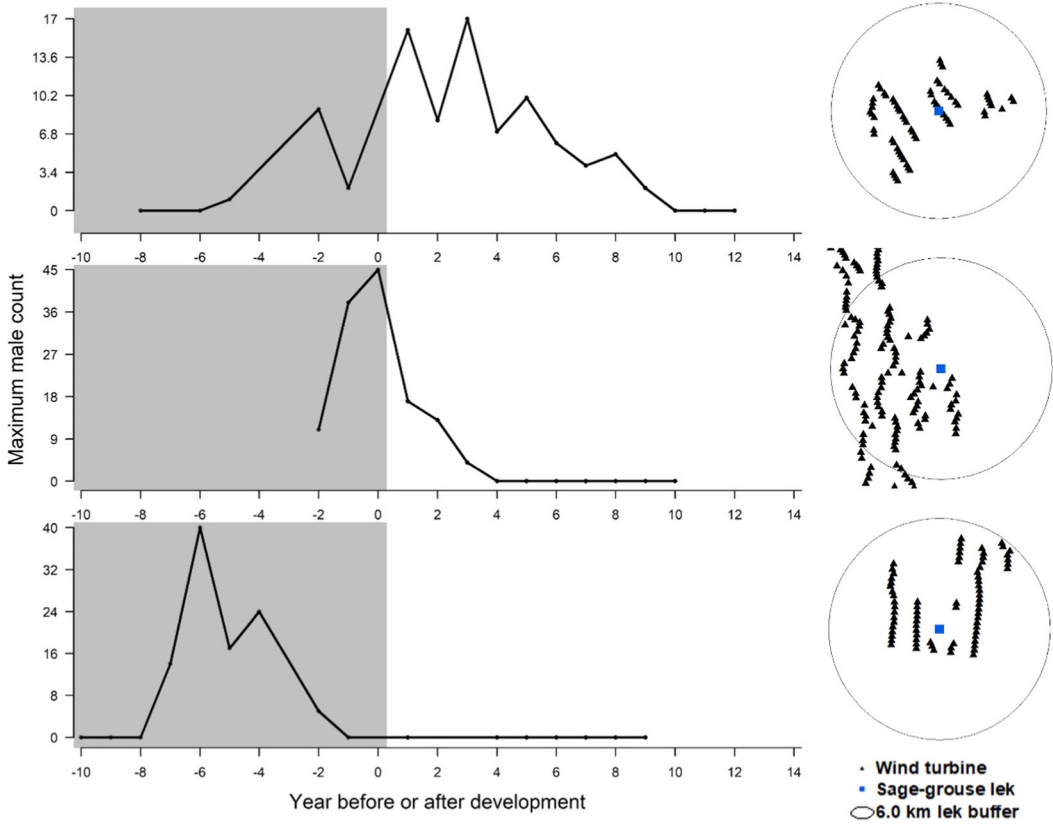 Maximum male count
17
13.6
10.2
6.8
3.4
0
-10 -8 -6 -4 -2 0 2 4 6 8 10 12 14
45
36
27
18
9
0
-10 -8 -6 -4 -2 0 2 4 6 8 10 12 14
40
32
24
16
8
0
-10 -8 -6 -4 -2 0 2 4 6 8 10 12 14
Year before or after development
Wind turbine
Sage-grouse lek
6.0 km lek buffer